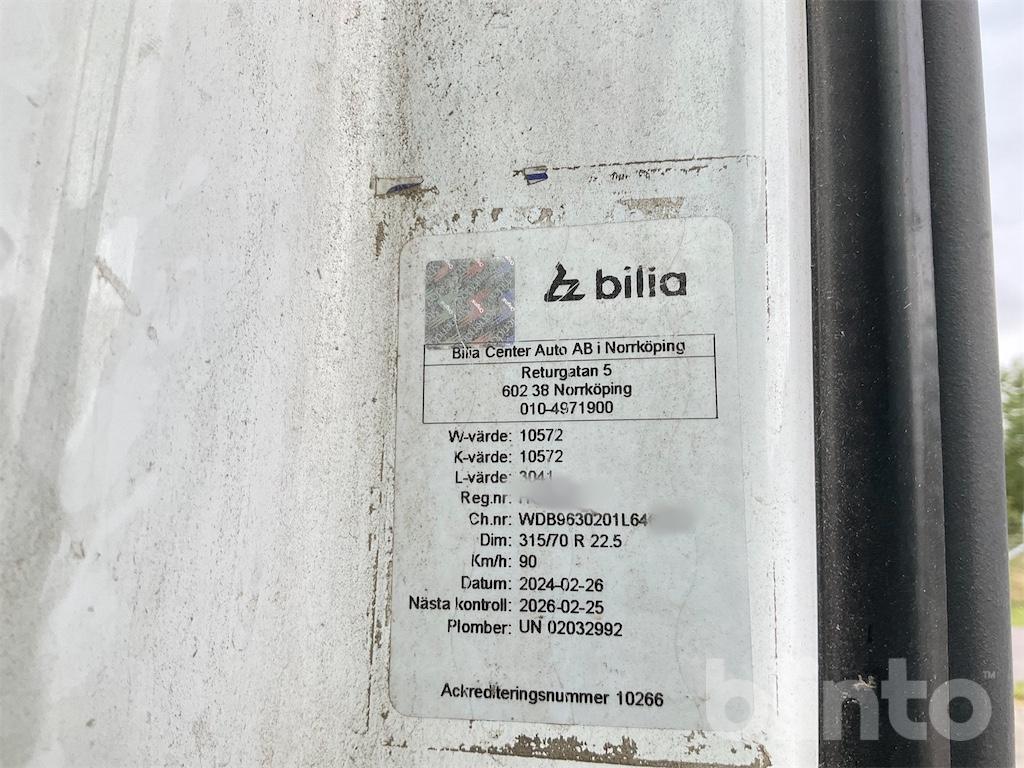 bilia
Bilia Center Auto AB i Norrköping
Returgatan 5
602 38 Norrköping
010-4971900
W-värde: 10572
K-värde: 10572
L-värde: 3041
Reg.nr:
Ch.nr: WDB9630201L64
Dim: 315/70 R 22.5
Km/h: 90
Datum: 2024-02-26
Nästa kontroll: 2026-02-25
Plomber: UN 02032992
Ackrediteringsnummer 10266
blinto™